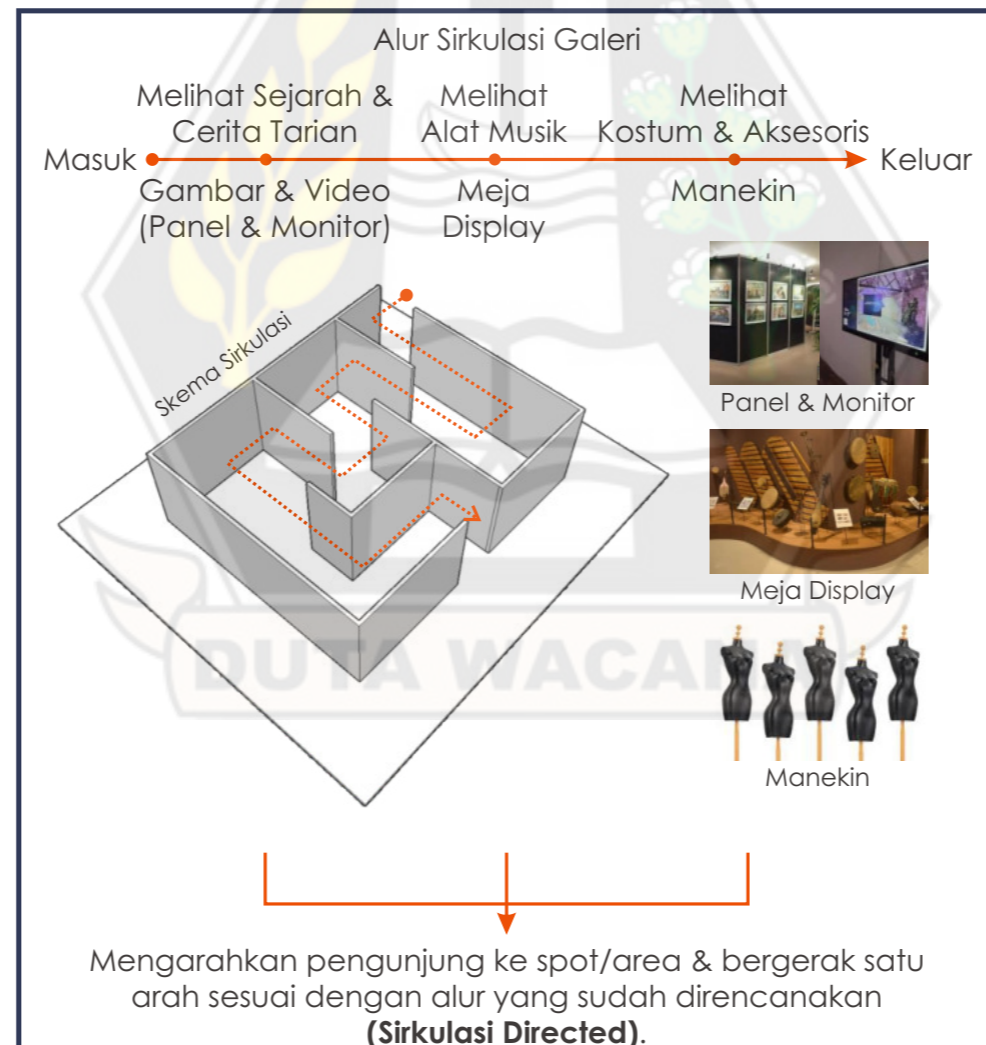 Alur Sirkulasi Galeri
Melihat Sejarah &
Cerita Tarian
Melihat
Alat Musik
Melihat
Kostum & Aksesoris
Masuk
Keluar
Gambar & Video
(Panel & Monitor)
Meja
Display
Manekin
Skema Sirkulasi
Panel & Monitor
Meja Display
Manekin
DUTA WACANA
Mengarahkan pengunjung ke spot/area & bergerak satu
arah sesuai dengan alur yang sudah direncanakan
(Sirkulasi Directed).